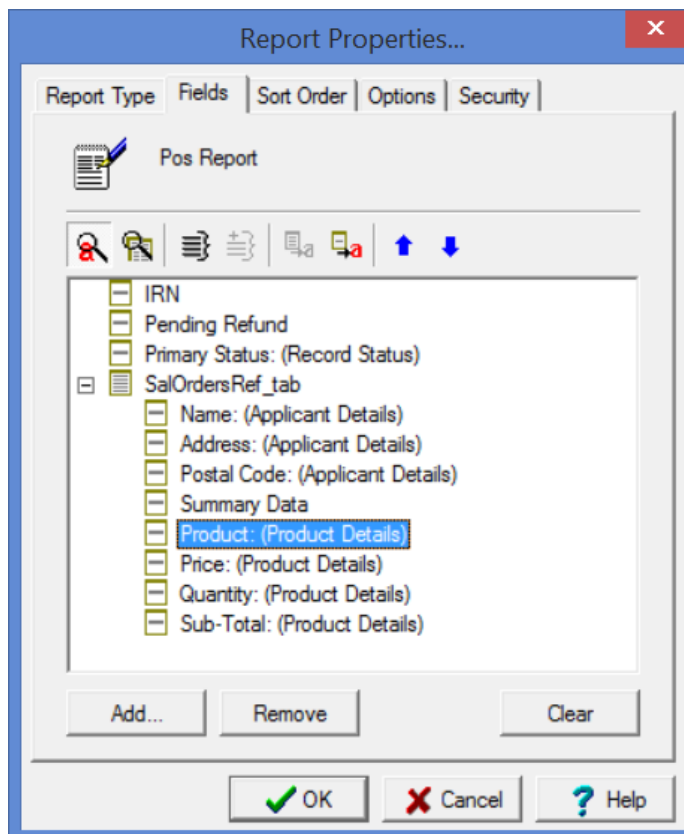 Report Properties...
Report Type Fields Sort Order Options Security
Pos Report
IRN
Pending Refund
Primary Status: (Record Status)
SalOrdersRef_tab
Name: (Applicant Details)
Address: (Applicant Details)
Postal Code: (Applicant Details)
Summary Data
Product: (Product Details)
Price: (Product Details)
Quantity: (Product Details)
Sub-Total: (Product Details)
Add... Remove Clear
OK Cancel Help